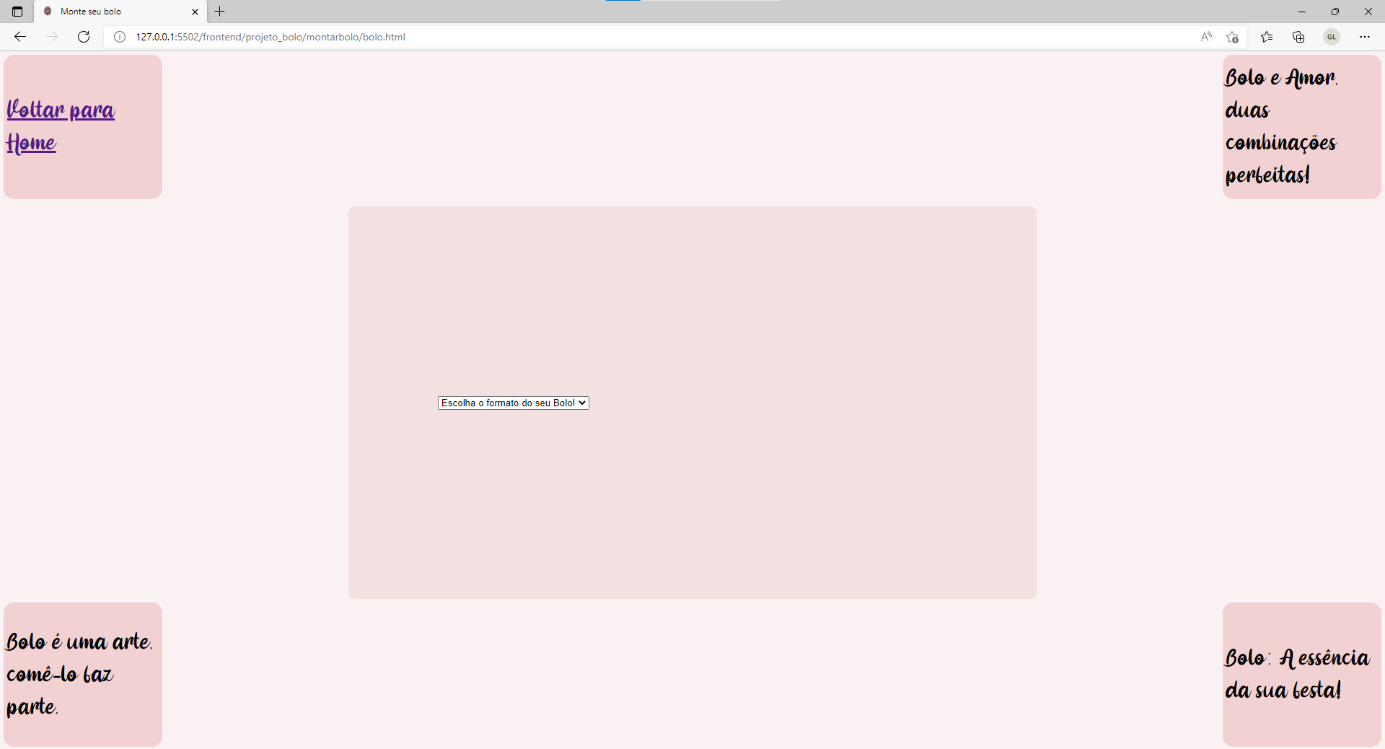 Monte seu bolo
127.0.0.1:5502/frontend/projeto_bolo/montarbolo/bolo.html
GL
Voltar para
Home
Bolo e Amor.
duas
combinações
perfeitas!
Escolha o formato do seu Bolo!
Bolo é uma arte.
comê-lo faz
parte.
Bolo: A essência
da sua festa!